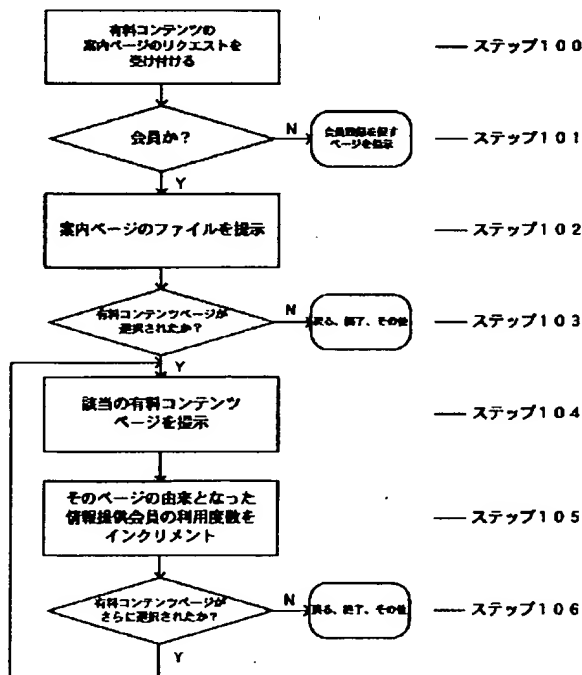 有料コンテンツの
案内ページのリクエストを
受け付ける
ステップ100
会員か?
N
会員登録を促す
ページを提示
ステップ101
Y
案内ページのファイルを提示
ステップ102
有料コンテンツページが
選択されたか?
N
戻る、終了、その他
ステップ103
Y
該当の有料コンテンツ
ページを提示
ステップ104
そのページの由来となった
情報提供会員の利用度数を
インクリメント
ステップ105
有料コンテンツページが
さらに選択されたか?
N
戻る、終了、その他
ステップ106
Y